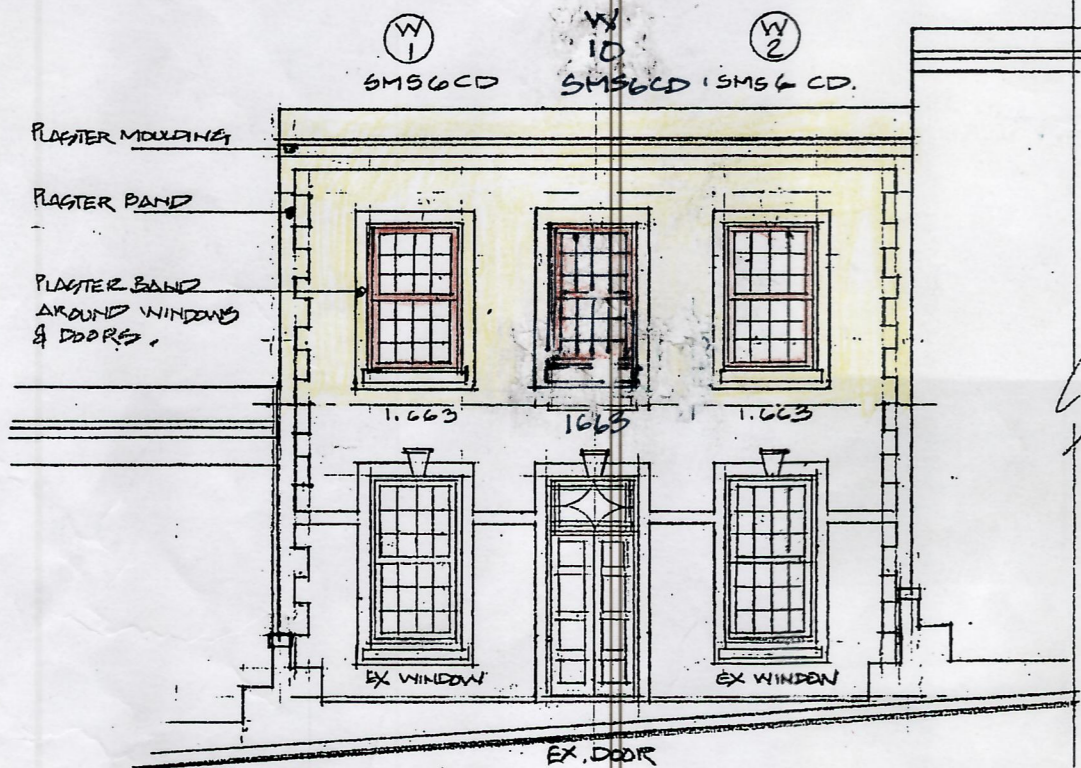 W
1
SMS6CD
W
10
SMS6CD
W
2
SMS6 CD.
PLASTER MOULDING
PLASTER BAND
PLASTER BAND
AROUND WINDOWS
& DOORS.
1.663
1663
1.663
EX WINDOW
EX WINDOW
EX. DOOR